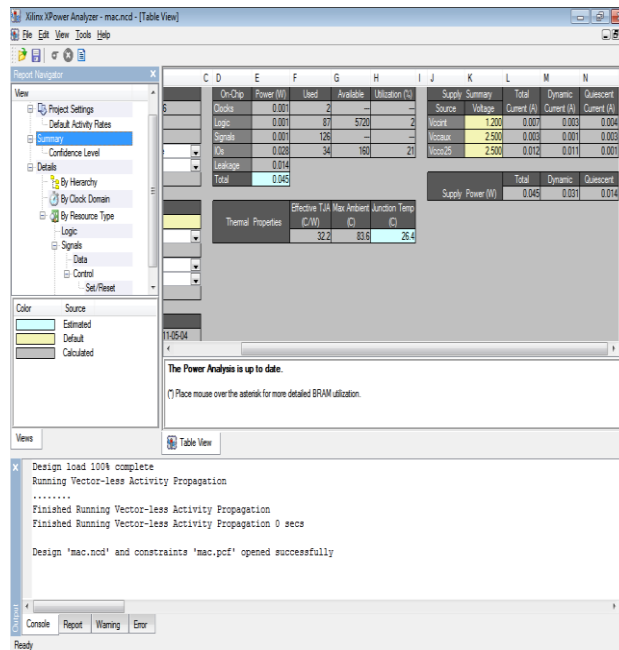 Xilinx XPower Analyzer - mac.ncd - [Table View]
File Edit View Tools Help
Report Navigator X
View
Project Settings
Default Activity Rates
Summary
Confidence Level
Details
By Hierarchy
By Clock Domain
By Resource Type
Logic
Signals
Data
Control
Set/Reset
Color Source
Estimated
Default
Calculated
Views
C D E F G H I J K L M N
On-Chip Power (W) Used Available Utilization (%)
Clocks 0.001 2 --- ---
Logic 0.001 87 5720 2
Signals 0.001 126 --- ---
IOs 0.028 34 160 21
Leakage 0.014
Total 0.045
Supply Summary Total Dynamic Quiescent
Source Voltage Current (A) Current (A) Current (A)
Vccint 1.200 0.007 0.003 0.004
Vccaux 2.500 0.003 0.001 0.003
Vcco25 2.500 0.012 0.011 0.001
Total Dynamic Quiescent
Supply Power (W) 0.045 0.031 0.014
Effective TJA Max Ambient Junction Temp
Thermal Properties (C/W) (C) (C)
32.2 83.6 26.4
11-05-04
The Power Analysis is up to date.
(*) Place mouse over the asterisk for more detailed BRAM utilization.
Table View
Design load 100% complete
Running Vector-less Activity Propagation
........
Finished Running Vector-less Activity Propagation
Finished Running Vector-less Activity Propagation 0 secs
Design 'mac.ncd' and constraints 'mac.pcf' opened successfully
Output
Console Report Warning Error
Ready